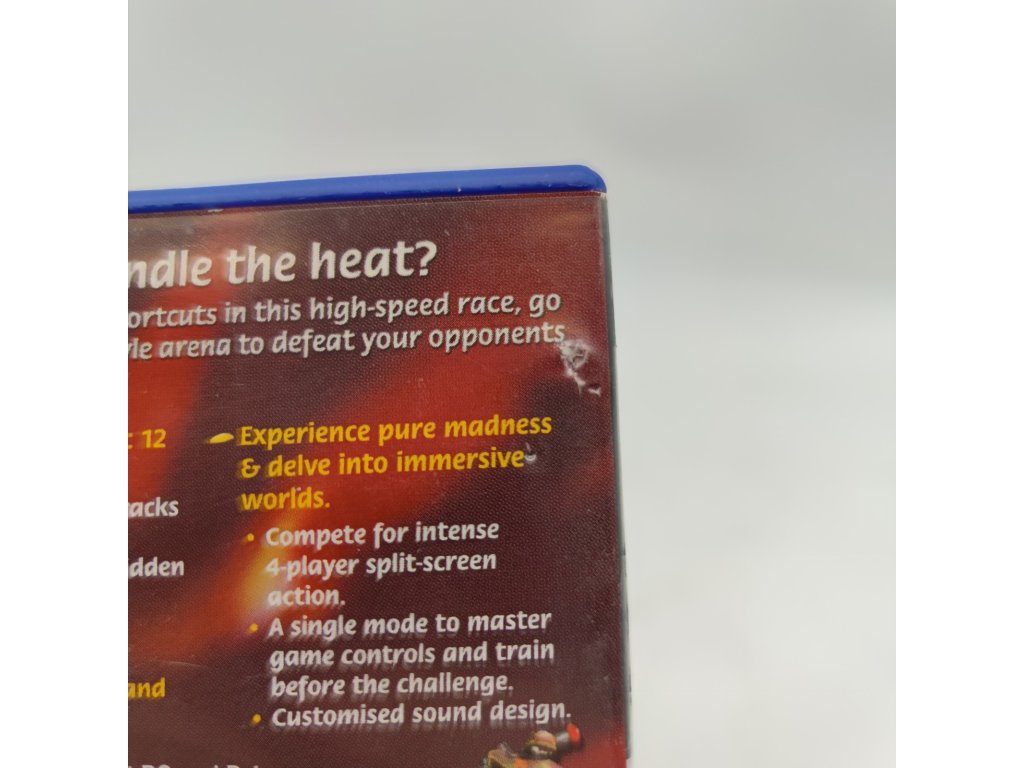 ndle the heat?
ortcuts in this high-speed race, go
yle arena to defeat your opponents
: 12
Experience pure madness
& delve into immersive
worlds.
acks
• Compete for intense
dden
4-player split-screen
action.
• A single mode to master
game controls and train
and
before the challenge.
• Customised sound design.